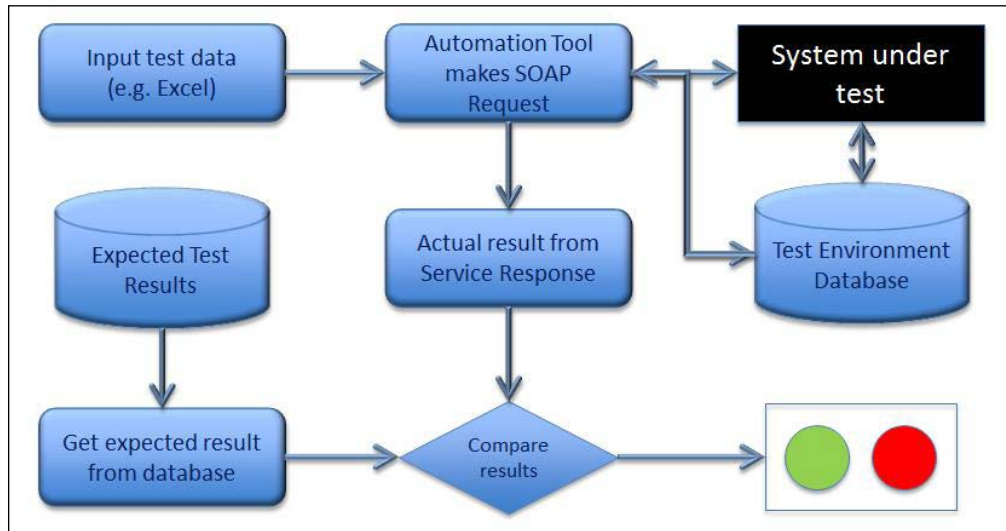 Input test data
(e.g. Excel)
Automation Tool
makes SOAP
Request
System under
test
Expected Test
Results
Actual result from
Service Response
Test Environment
Database
Get expected result
from database
Compare
results